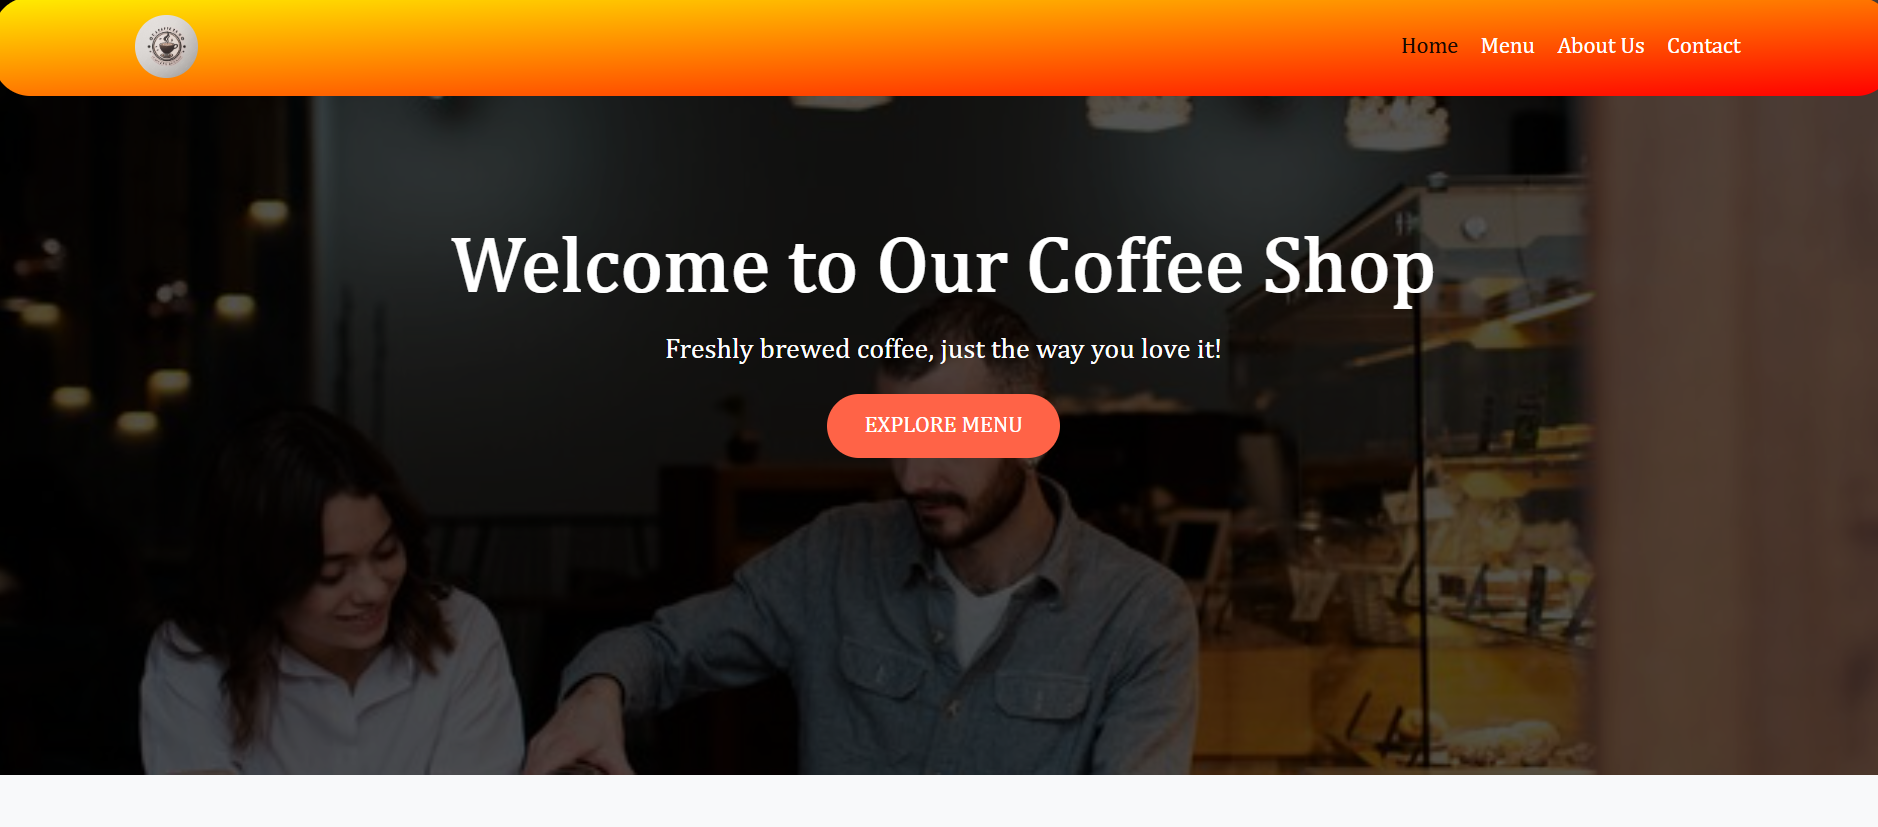 Home Menu About Us Contact
Welcome to Our Coffee Shop
Freshly brewed coffee, just the way you love it!
EXPLORE MENU